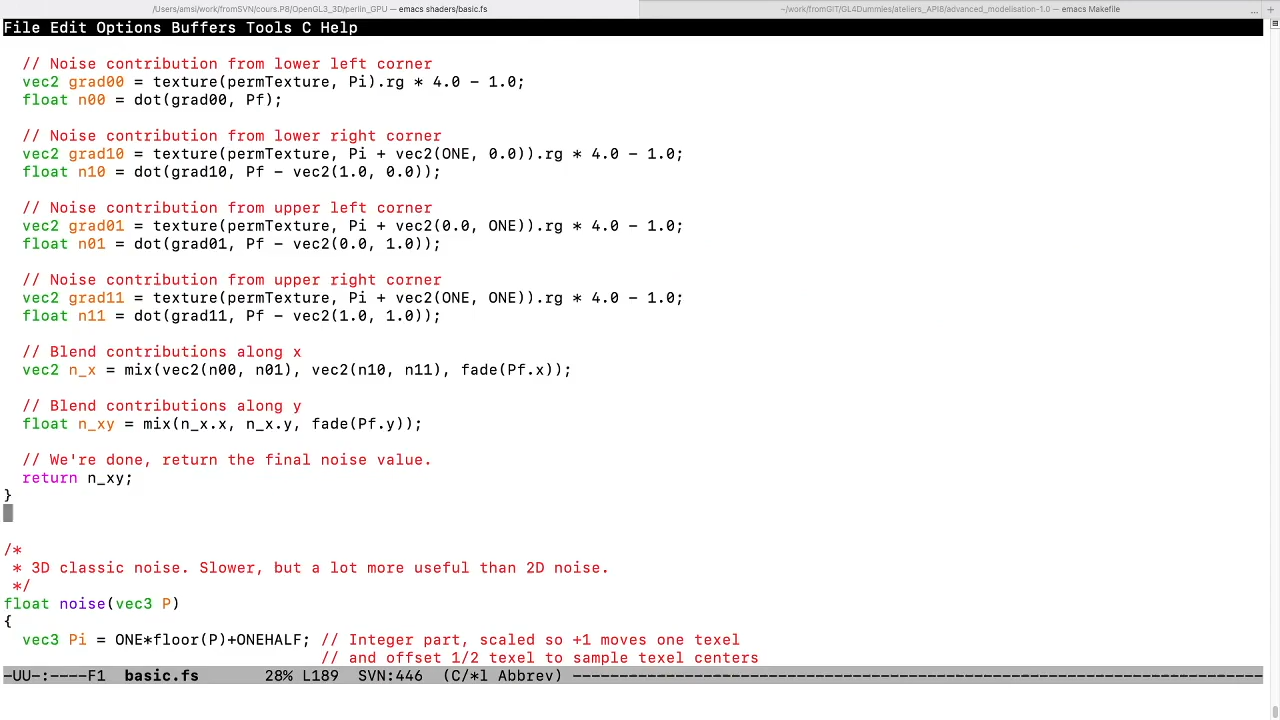 /Users/amsi/work/fromSVN/cours.P8/OpenGL3_3D/perlin_GPU — emacs shaders/basic.fs
~/work/fromGIT/GL4Dummies/ateliers_API8/advanced_modelisation-1.0 — emacs Makefile ... +
File Edit Options Buffers Tools C Help
// Noise contribution from lower left corner
vec2 grad00 = texture(permTexture, Pi).rg * 4.0 - 1.0;
float n00 = dot(grad00, Pf);
// Noise contribution from lower right corner
vec2 grad10 = texture(permTexture, Pi + vec2(ONE, 0.0)).rg * 4.0 - 1.0;
float n10 = dot(grad10, Pf - vec2(1.0, 0.0));
// Noise contribution from upper left corner
vec2 grad01 = texture(permTexture, Pi + vec2(0.0, ONE)).rg * 4.0 - 1.0;
float n01 = dot(grad01, Pf - vec2(0.0, 1.0));
// Noise contribution from upper right corner
vec2 grad11 = texture(permTexture, Pi + vec2(ONE, ONE)).rg * 4.0 - 1.0;
float n11 = dot(grad11, Pf - vec2(1.0, 1.0));
// Blend contributions along x
vec2 n_x = mix(vec2(n00, n01), vec2(n10, n11), fade(Pf.x));
// Blend contributions along y
float n_xy = mix(n_x.x, n_x.y, fade(Pf.y));
// We're done, return the final noise value.
return n_xy;
}
/*
* 3D classic noise. Slower, but a lot more useful than 2D noise.
*/
float noise(vec3 P)
{
vec3 Pi = ONE*floor(P)+ONEHALF; // Integer part, scaled so +1 moves one texel
// and offset 1/2 texel to sample texel centers
-UU-:----F1 basic.fs 28% L189 SVN:446 (C/*l Abbrev) --------------------------------------------------------------------------